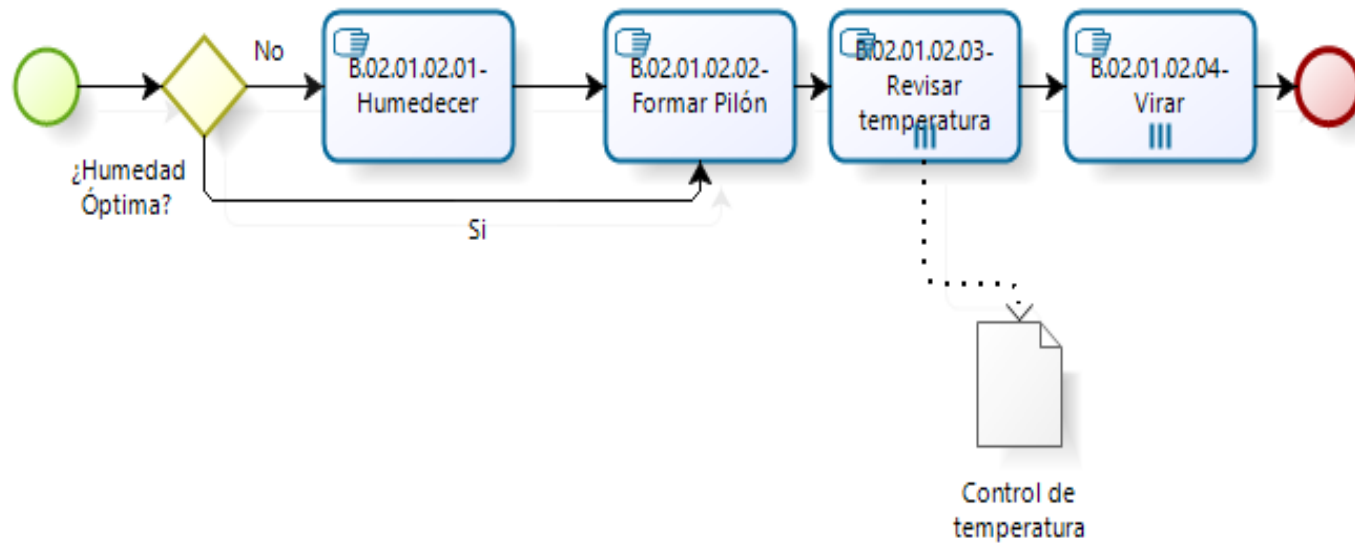 No
B.02.01.02.01-
Humedecer
B.02.01.02.02-
Formar Pilón
B.02.01.02.03-
Revisar
temperatura
B.02.01.02.04-
Virar
¿Humedad
Óptima?
Si
Control de
temperatura